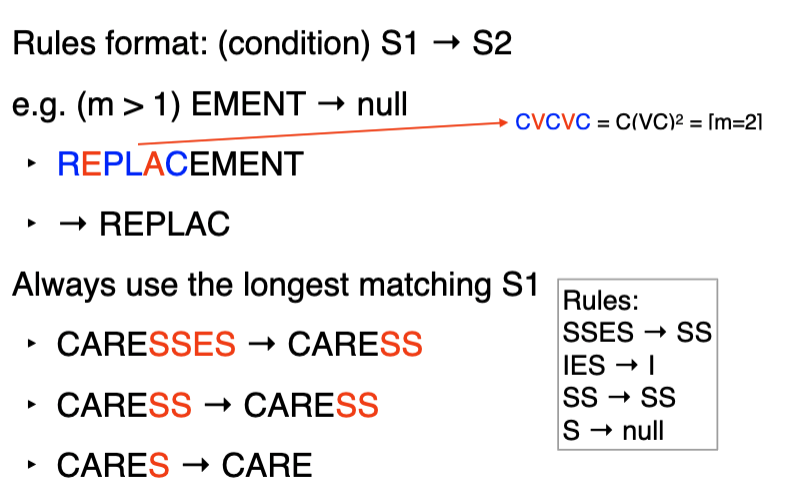 Rules format: (condition) S1 → S2
e.g. (m > 1) EMENT → null
CVCVC = C(VC)² = [m=2]
‣ REPLACEMENT
‣ → REPLAC
Always use the longest matching S1
‣ CARESSES → CARESS
‣ CARESS → CARESS
‣ CARES → CARE
Rules:
SSES → SS
IES → I
SS → SS
S → null